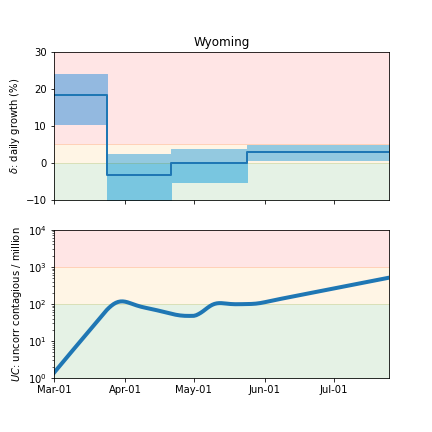 Wyoming
δ: daily growth (%)
30
20
10
0
−10
UC: uncorr contagious / million
10⁴
10³
10²
10¹
10⁰
Mar-01 Apr-01 May-01 Jun-01 Jul-01